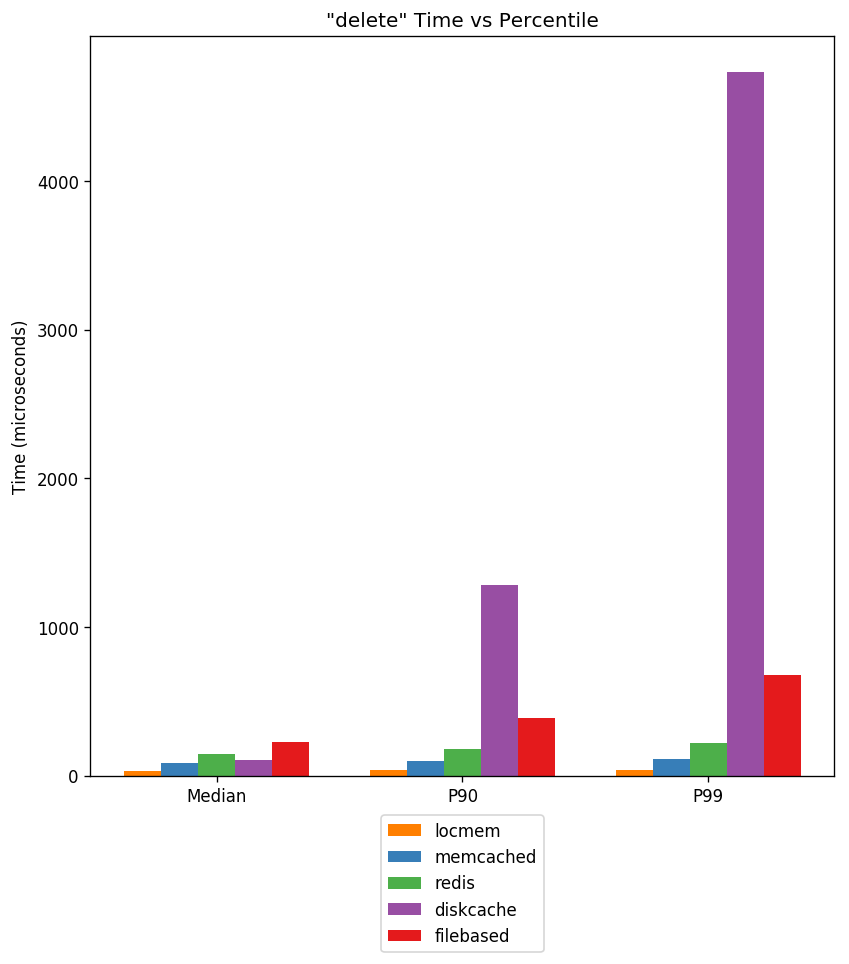 "delete" Time vs Percentile
Time (microseconds)
4000
3000
2000
1000
0
Median
P90
P99
locmem
memcached
redis
diskcache
filebased